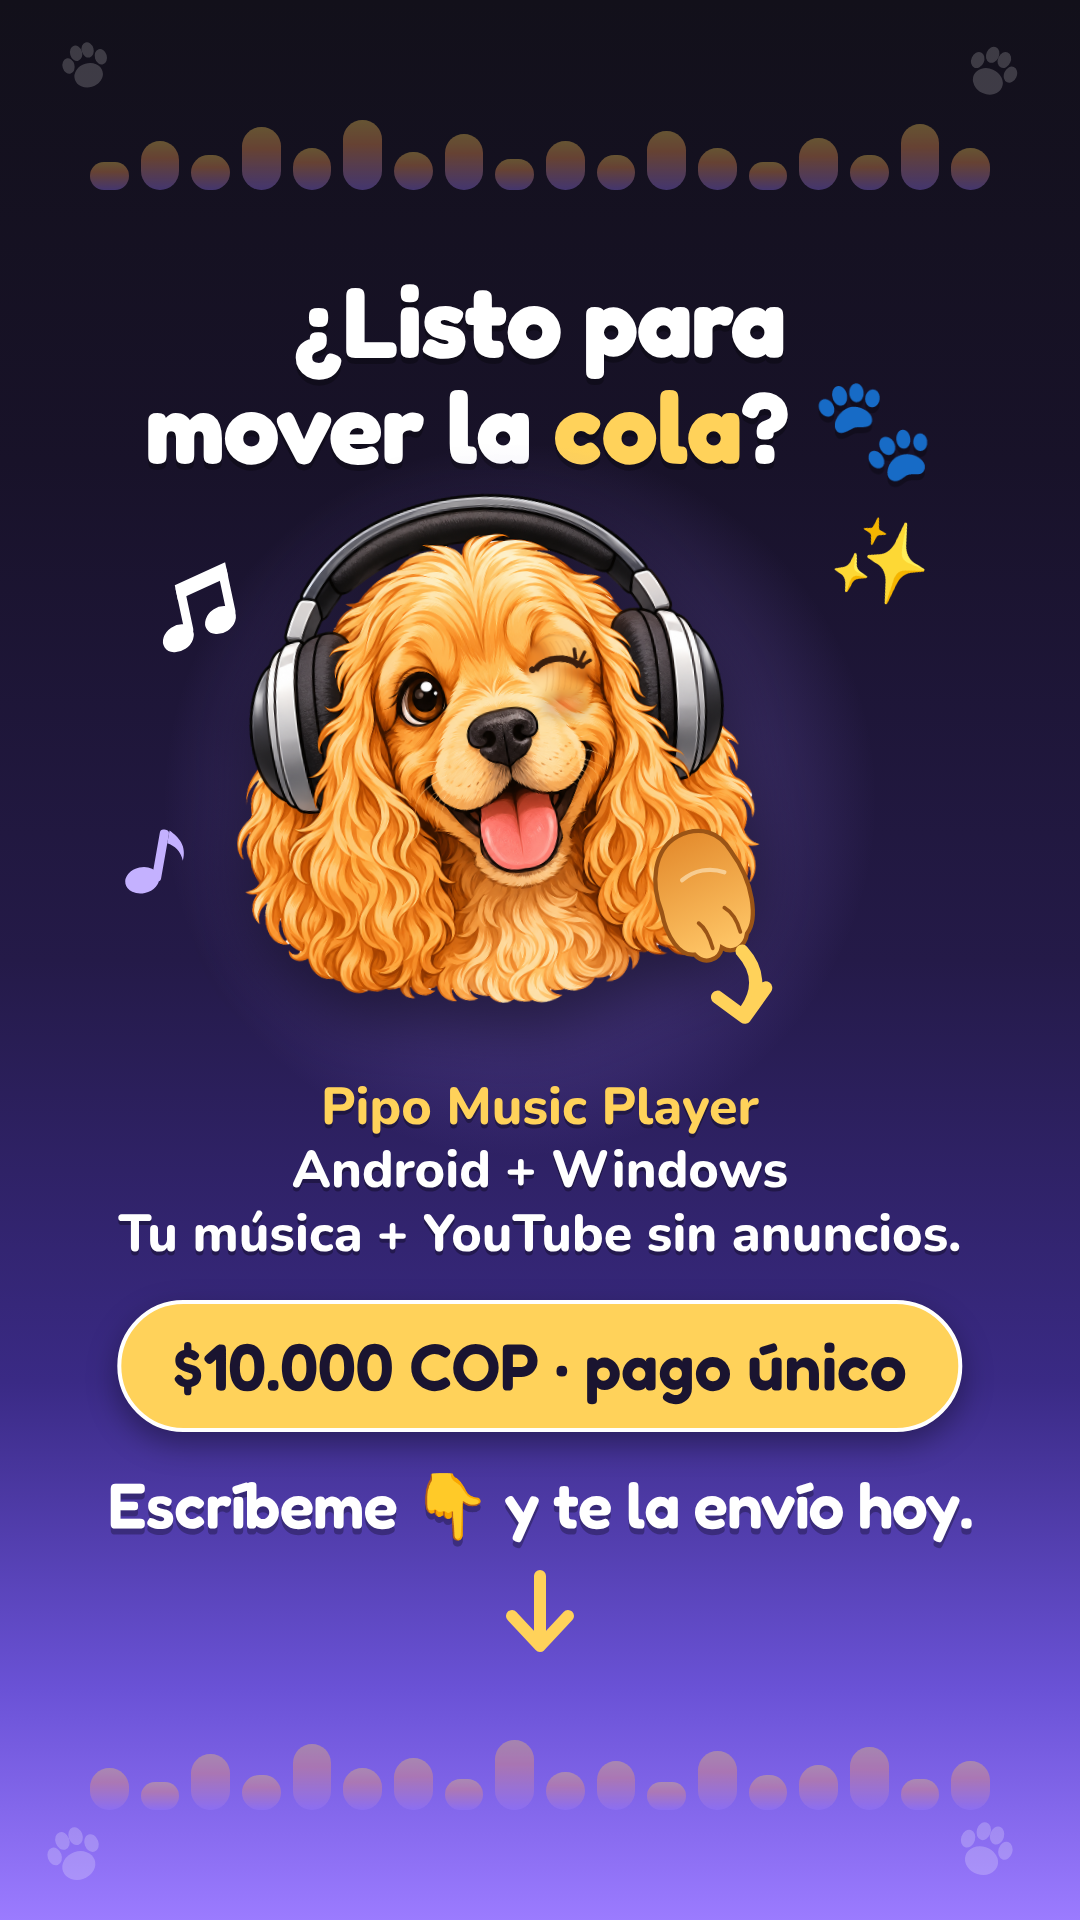 ¿Listo para
mover la cola? 🐾
Pipo Music Player
Android + Windows
Tu música + YouTube sin anuncios.
$10.000 COP · pago único
Escríbeme 👇 y te la envío hoy.